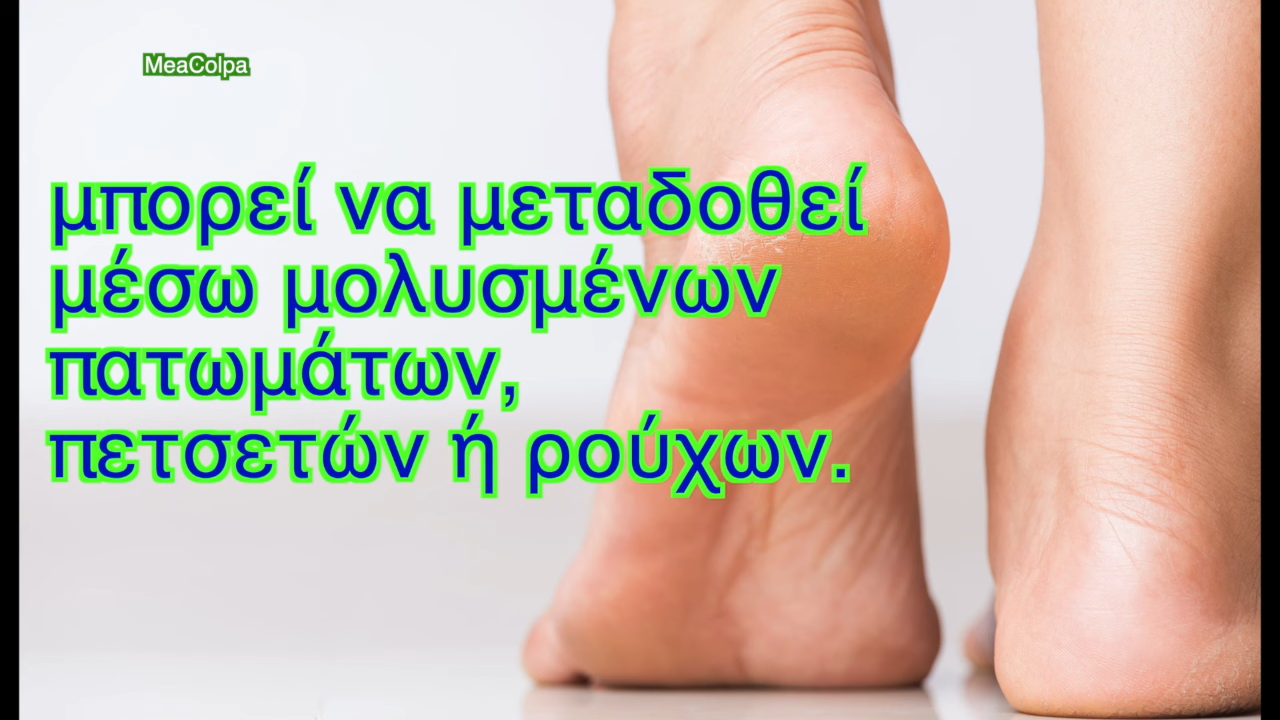 MeaColpa
μπορεί να μεταδοθεί
μέσω μολυσμένων
πατωμάτων,
πετσετών ή ρούχων.